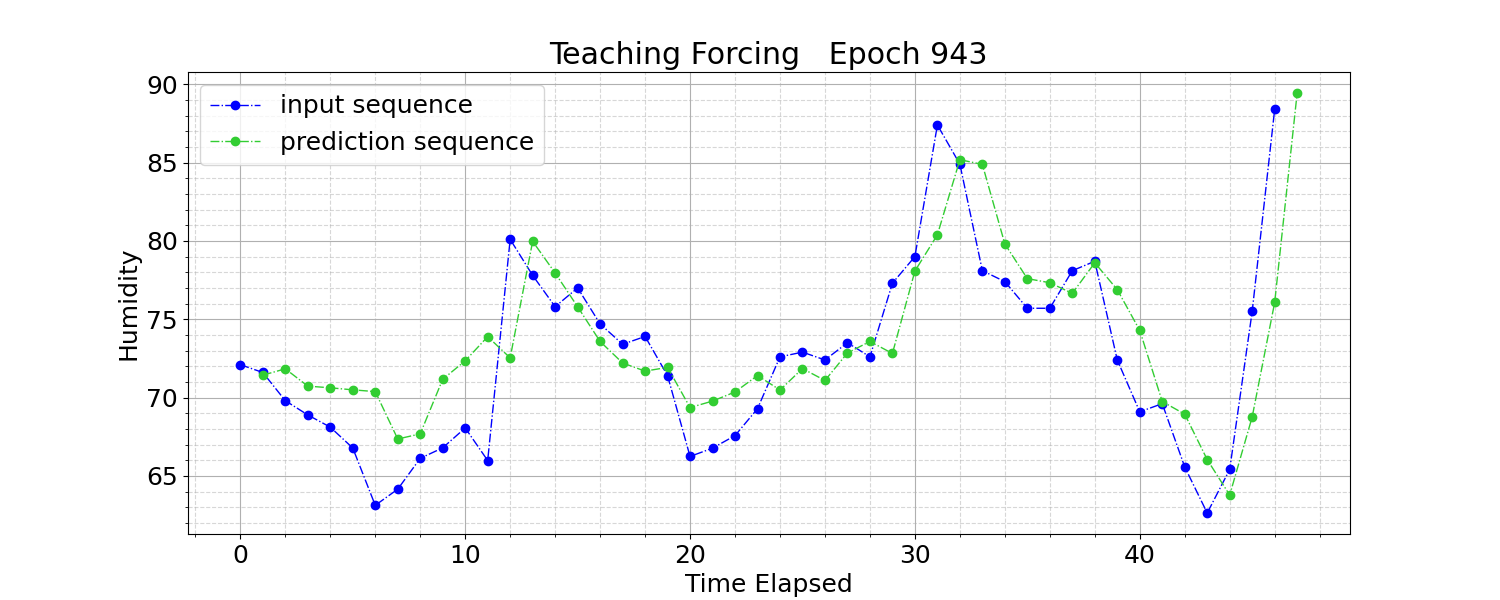 Teaching Forcing   Epoch 943
90
85
80
75
70
65
Humidity
input sequence
prediction sequence
0 10 20 30 40
Time Elapsed